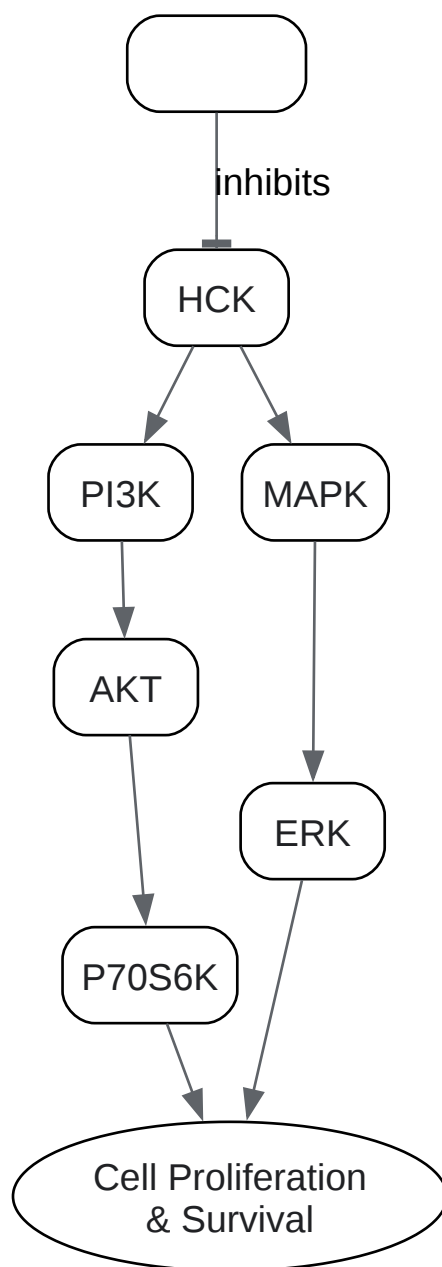 inhibits
HCK
PI3K
MAPK
AKT
ERK
P70S6K
Cell Proliferation
& Survival